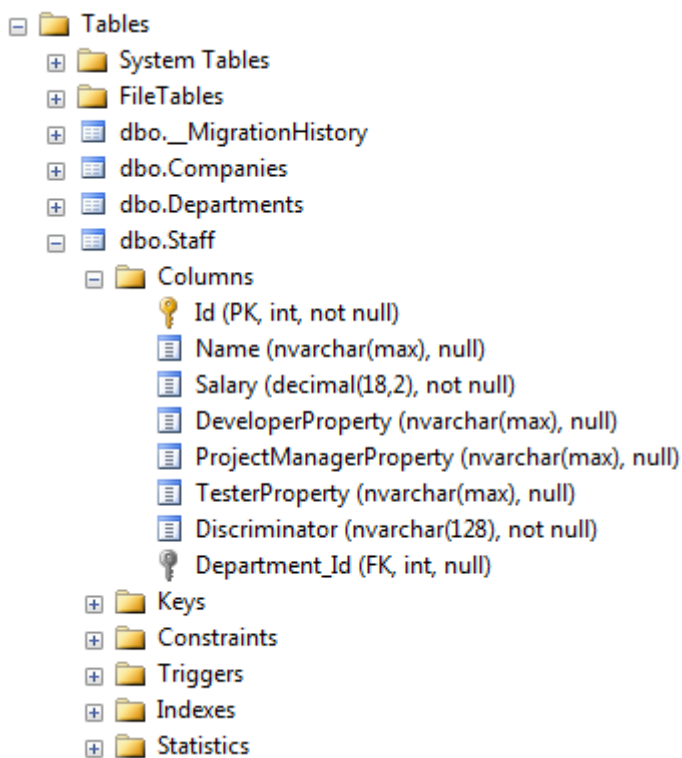 Tables
System Tables
FileTables
dbo.__MigrationHistory
dbo.Companies
dbo.Departments
dbo.Staff
Columns
Id (PK, int, not null)
Name (nvarchar(max), null)
Salary (decimal(18,2), not null)
DeveloperProperty (nvarchar(max), null)
ProjectManagerProperty (nvarchar(max), null)
TesterProperty (nvarchar(max), null)
Discriminator (nvarchar(128), not null)
Department_Id (FK, int, null)
Keys
Constraints
Triggers
Indexes
Statistics